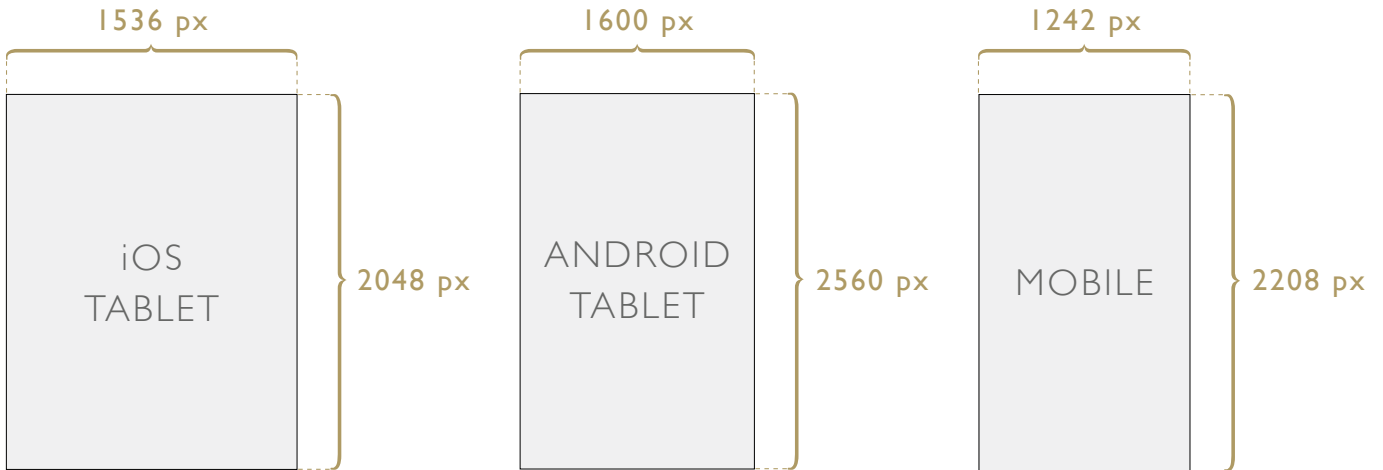 1536 px
1600 px
1242 px
iOS
TABLET
2048 px
ANDROID
TABLET
2560 px
MOBILE
2208 px